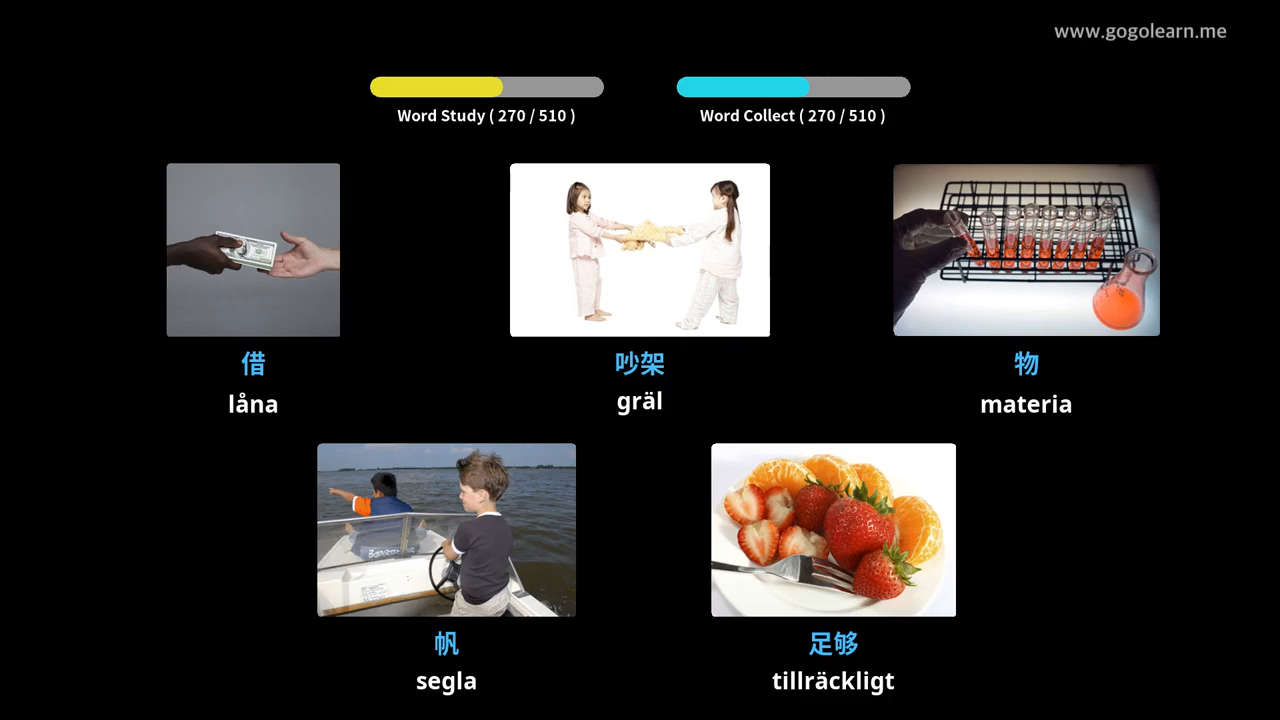 www.gogolearn.me
Word Study ( 270 / 510 )
Word Collect ( 270 / 510 )
借
låna
吵架
gräl
物
materia
帆
segla
足够
tillräckligt